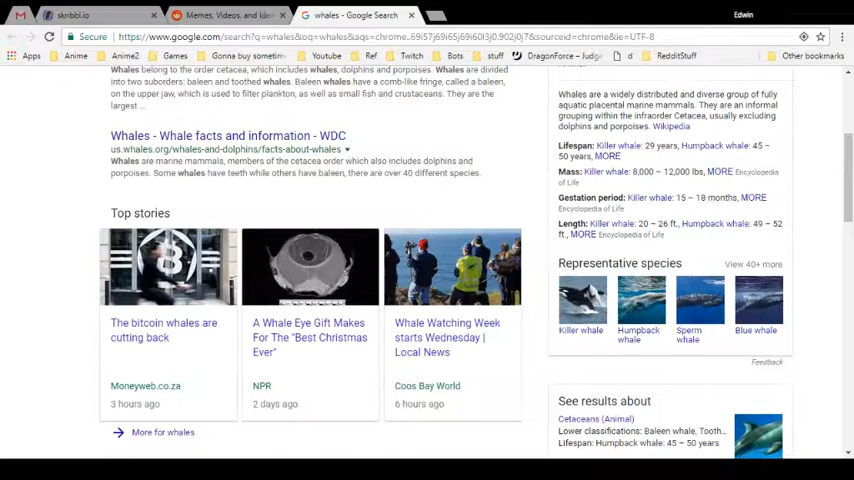 Edwin
skribbl.io
Memes, Videos, and Ide
whales - Google Search
Secure
https://www.google.com/search?q=whales&oq=whales&aqs=chrome..69i57j69i65j69i60l3j0.902j0j7&sourceid=chrome&ie=UTF-8
Apps Anime Anime2 Games Gonna buy sometim Youtube Ref Twitch Bots stuff DragonForce – Judge d RedditStuff Other bookmarks
Whales belong to the order cetacea, which includes whales, dolphins and porpoises. Whales are divided
into two suborders: baleen and toothed whales. Baleen whales have a comb-like fringe, called a baleen,
on the upper jaw, which is used to filter plankton, as well as small fish and crustaceans. They are the
largest ...
Whales - Whale facts and information - WDC
us.whales.org/whales-and-dolphins/facts-about-whales
Whales are marine mammals, members of the cetacea order which also includes dolphins and
porpoises. Some whales have teeth while others have baleen, there are over 40 different species.
Top stories
The bitcoin whales are
cutting back
Moneyweb.co.za
3 hours ago
A Whale Eye Gift Makes
For The "Best Christmas
Ever"
NPR
2 days ago
Whale Watching Week
starts Wednesday |
Local News
Coos Bay World
6 hours ago
More for whales
Whales are a widely distributed and diverse group of fully
aquatic placental marine mammals. They are an informal
grouping within the infraorder Cetacea, usually excluding
dolphins and porpoises. Wikipedia
Lifespan: Killer whale: 29 years, Humpback whale: 45 –
50 years, MORE
Mass: Killer whale: 8,000 – 12,000 lbs, MORE Encyclopedia
of Life
Gestation period: Killer whale: 15 – 18 months, MORE
Encyclopedia of Life
Length: Killer whale: 20 – 26 ft., Humpback whale: 49 – 52
ft., MORE Encyclopedia of Life
Representative species
View 40+ more
Killer whale
Humpback
whale
Sperm
whale
Blue whale
Feedback
See results about
Cetaceans (Animal)
Lower classifications: Baleen whale, Tooth...
Lifespan: Humpback whale: 45 – 50 years